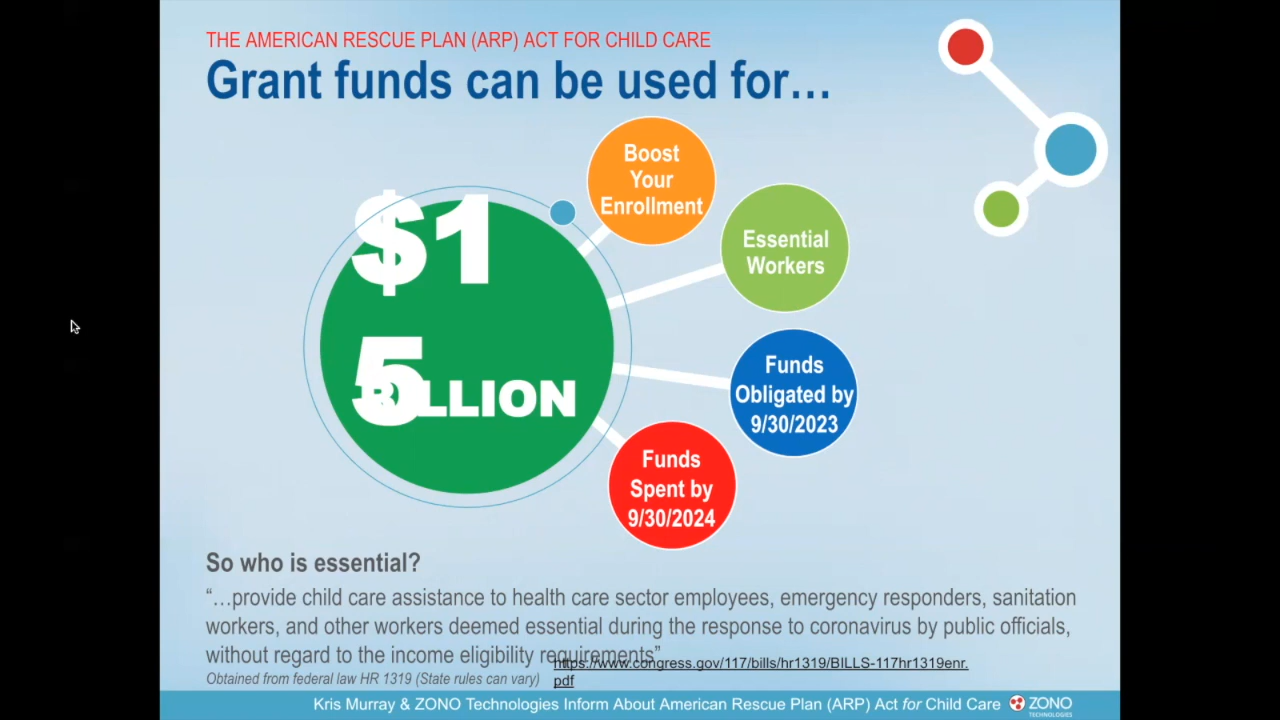 THE AMERICAN RESCUE PLAN (ARP) ACT FOR CHILD CARE
Grant funds can be used for…
Boost
Your
Enrollment
Essential
Workers
$1
5
BILLION
Funds
Obligated by
9/30/2023
Funds
Spent by
9/30/2024
So who is essential?
“…provide child care assistance to health care sector employees, emergency responders, sanitation
workers, and other workers deemed essential during the response to coronavirus by public officials,
without regard to the income eligibility requirements”
https://www.congress.gov/117/bills/hr1319/BILLS-117hr1319enr.
pdf
Obtained from federal law HR 1319 (State rules can vary)
Kris Murray & ZONO Technologies Inform About American Rescue Plan (ARP) Act for Child Care
ZONO
TECHNOLOGIES